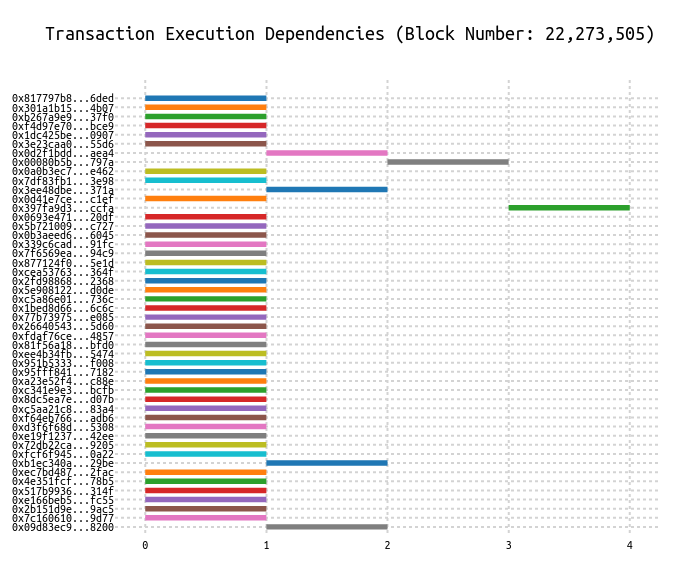 Transaction Execution Dependencies (Block Number: 22,273,505)
0x817797b8...6ded
0x301a1b15...4b07
0xb267a9e9...37f0
0xf4d97e70...bce9
0x1dc425be...0907
0x3e23caa0...55d6
0x0d2f1bdd...aea4
0x00080b5b...797a
0x0a0b3ec7...e462
0x7df83fb1...3e98
0x3ee48dbe...371a
0x0d41e7ce...c1ef
0x397fa9d3...ccfa
0x0693e471...20df
0x5b721009...c727
0x0b3aeed6...6045
0x339c6cad...91fc
0x7f6569ea...94c9
0x877124f0...5e1d
0xcea53763...364f
0x2fd98868...2368
0x5e908122...d0de
0xc5a86e01...736c
0x1bed8d66...6c6c
0x77b73975...e085
0x26640543...5d60
0xfdaf76ce...4857
0x81f56a18...bfd0
0xee4b34fb...5474
0x951b5333...f008
0x95fff841...7182
0xa23e52f4...c88e
0xc341e9e3...bcfb
0x8dc5ea7e...d07b
0xc5aa21c8...83a4
0xf64eb766...adb6
0xd3f6f68d...5308
0xe19f1237...42ee
0x72db22ca...9205
0xfcf6f945...0a22
0xb1ec340a...29be
0xec7bd487...2fac
0x4e351fcf...78b5
0x517b9936...314f
0xe166beb5...fc55
0x2b151d9e...9ac5
0x7c160610...9d77
0x09d83ec9...8200
0 1 2 3 4